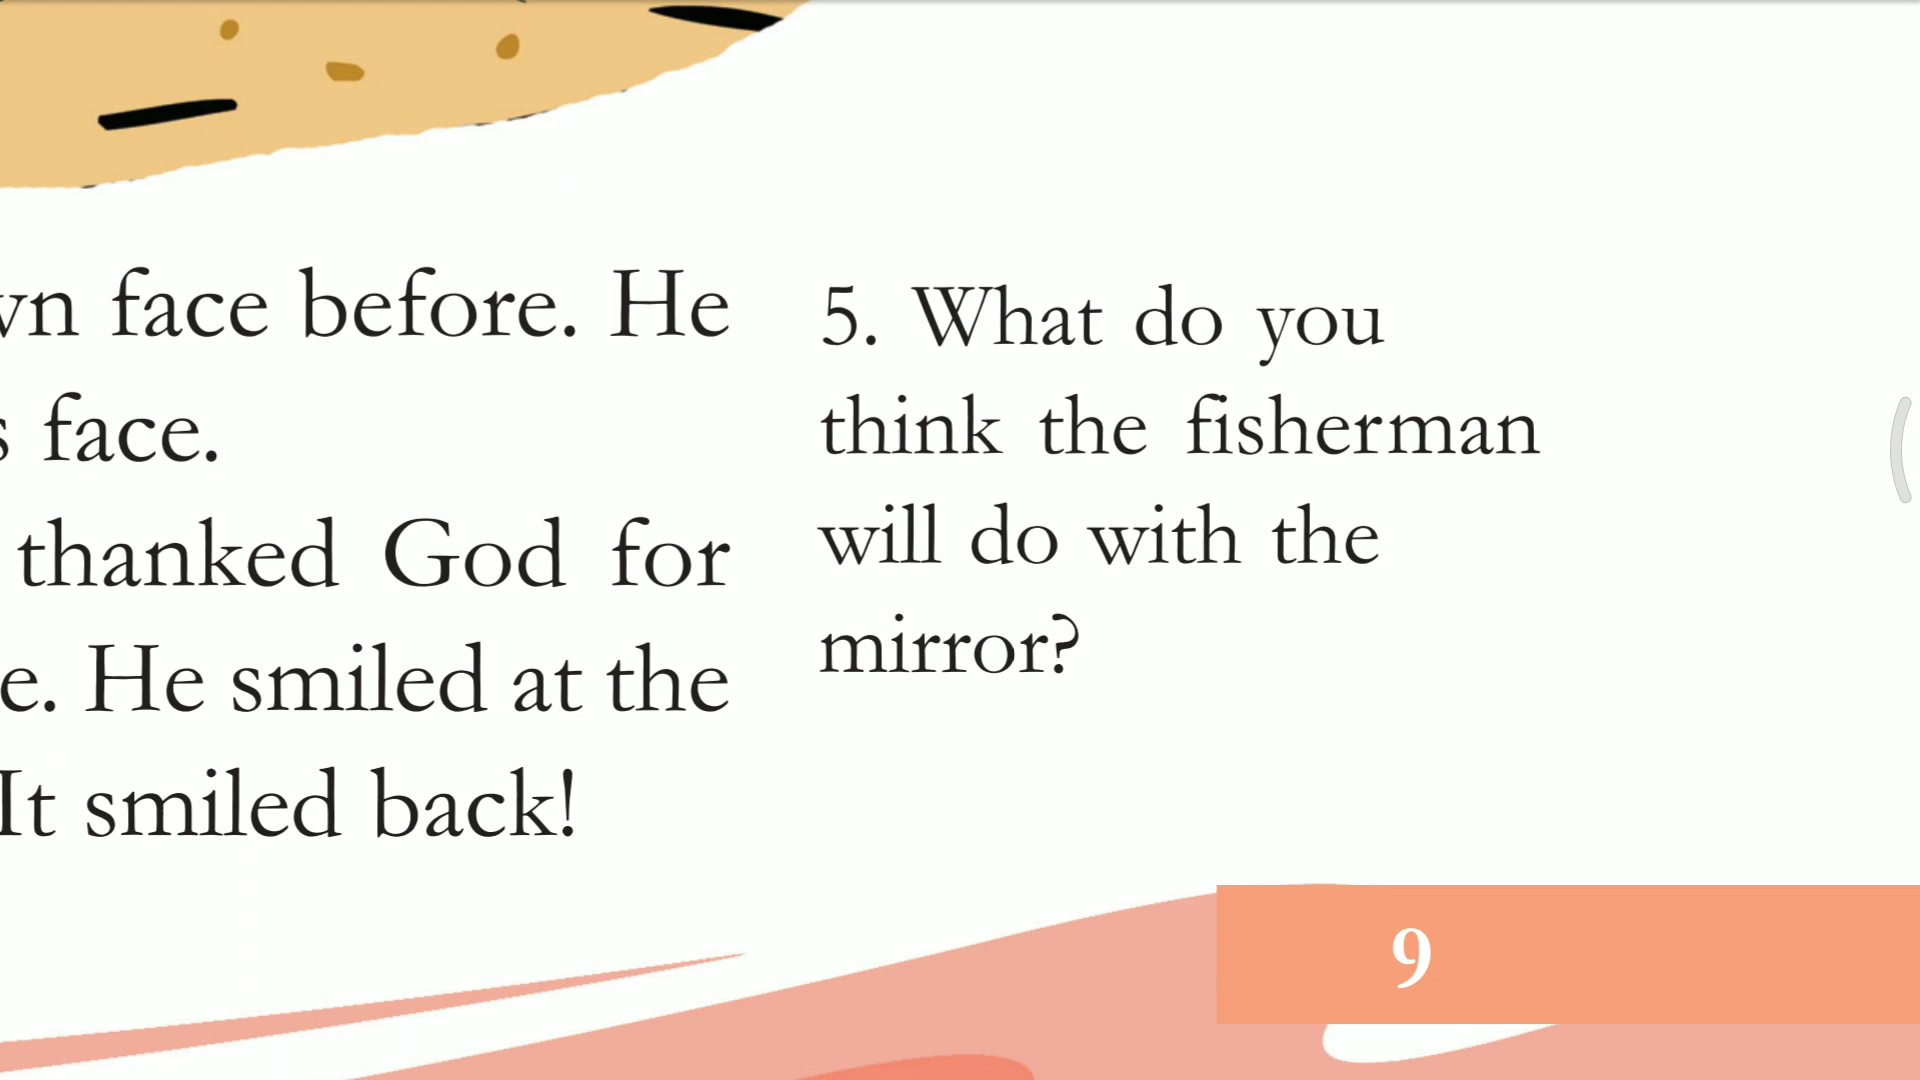 face before. He
face.
thanked God for
He smiled at the
It smiled back!
5. What do you
think the fisherman
will do with the
mirror?
9